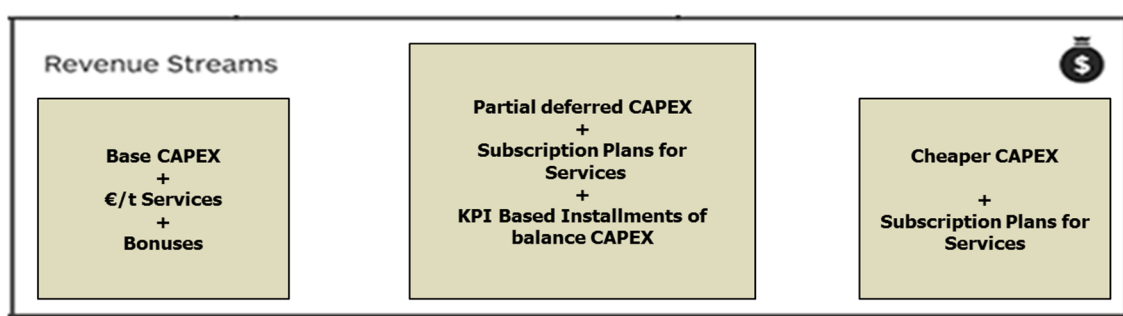 Revenue Streams
$
Base CAPEX
+
€/t Services
+
Bonuses
Partial deferred CAPEX
+
Subscription Plans for
Services
+
KPI Based Installments of
balance CAPEX
Cheaper CAPEX
+
Subscription Plans for
Services